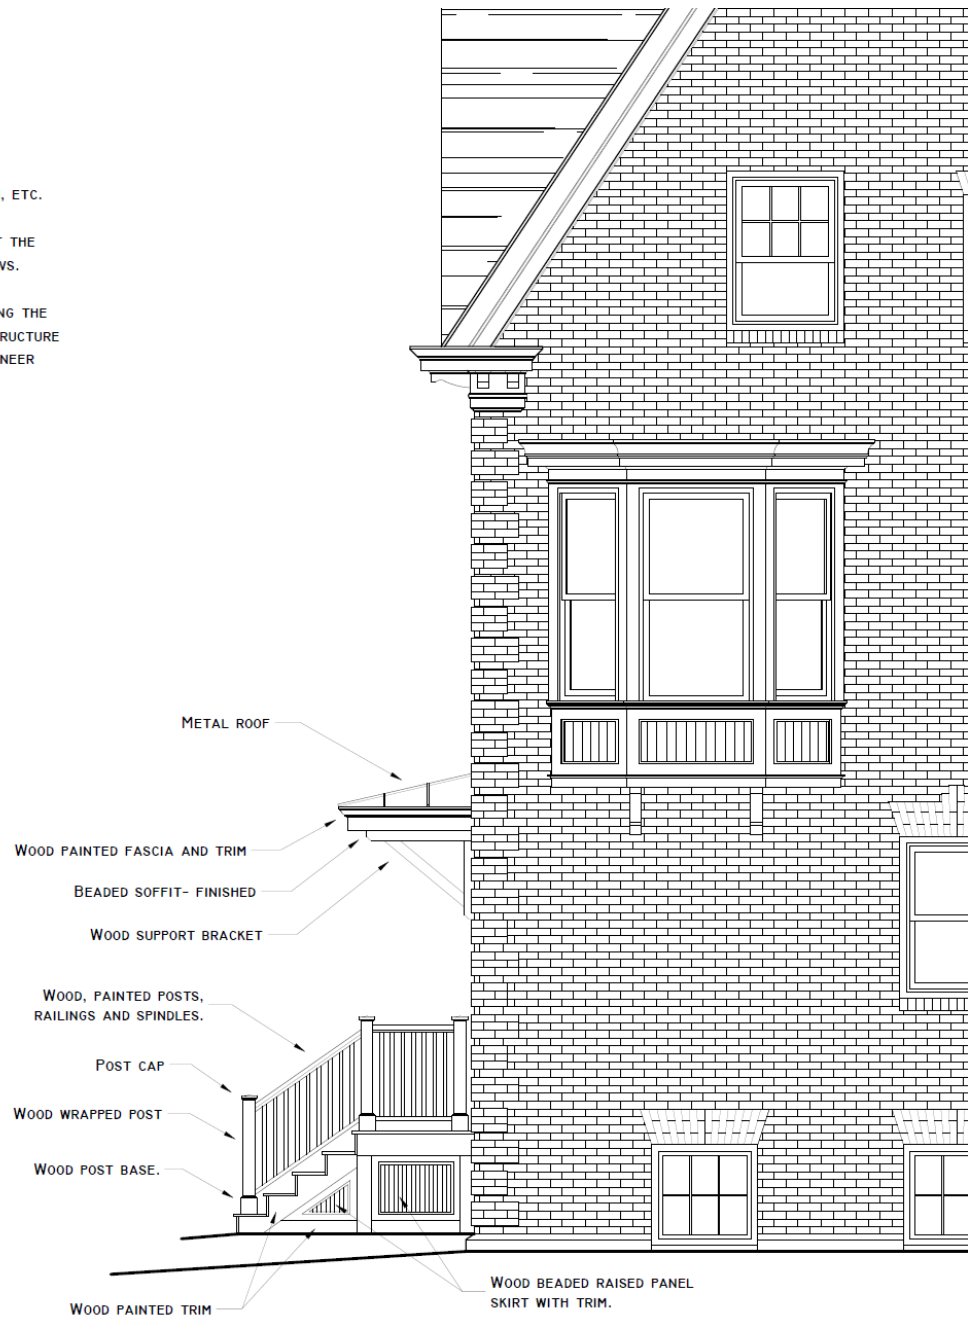 , ETC.
THE
WS.
NG THE
RUCTURE
NEER
METAL ROOF
WOOD PAINTED FASCIA AND TRIM
BEADED SOFFIT- FINISHED
WOOD SUPPORT BRACKET
WOOD, PAINTED POSTS,
RAILINGS AND SPINDLES.
POST CAP
WOOD WRAPPED POST
WOOD POST BASE.
WOOD BEADED RAISED PANEL
SKIRT WITH TRIM.
WOOD PAINTED TRIM